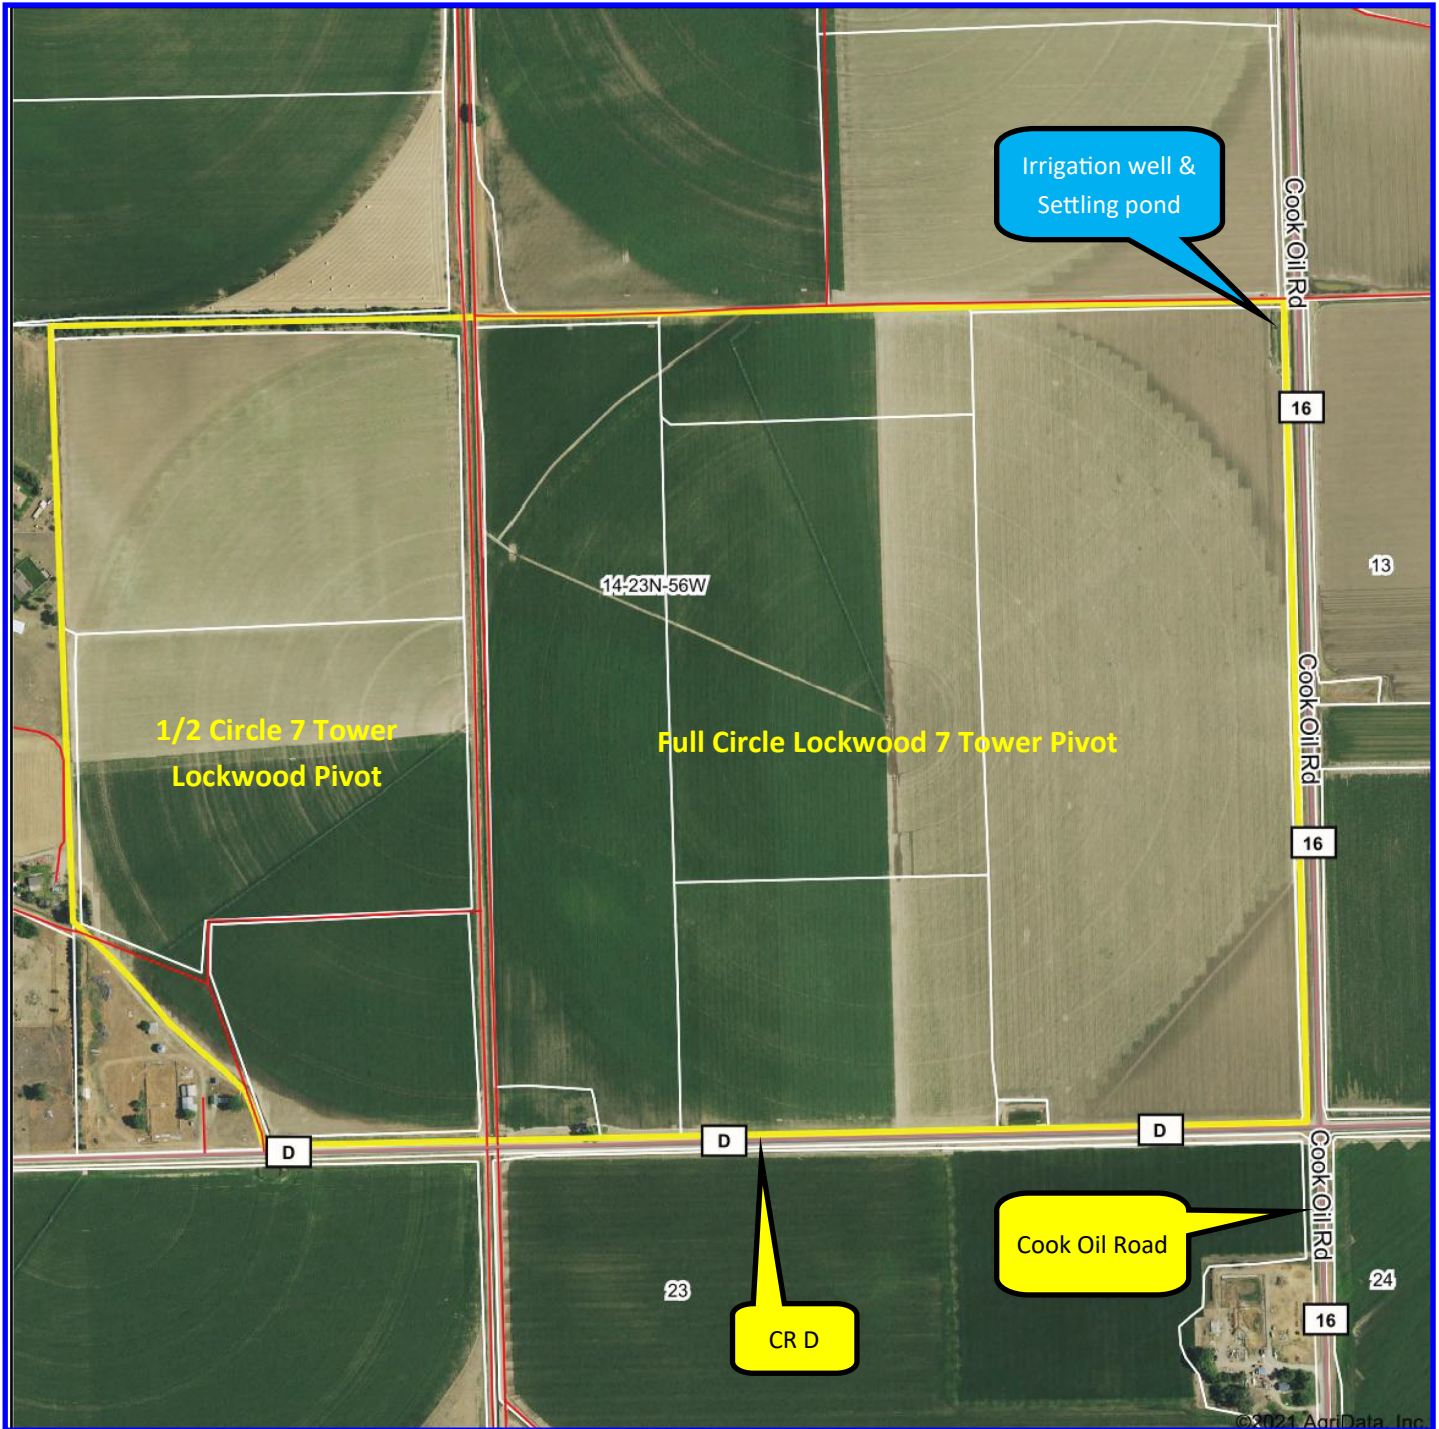 Irrigation well &
Settling pond
Cook Oil Rd
16
13
14-23N-56W
Cook Oil Rd
1/2 Circle 7 Tower
Lockwood Pivot
Full Circle Lockwood 7 Tower Pivot
16
D
D
D
Cook Oil Rd
Cook Oil Road
23
24
16
CR D
©2021 AgriData, Inc.